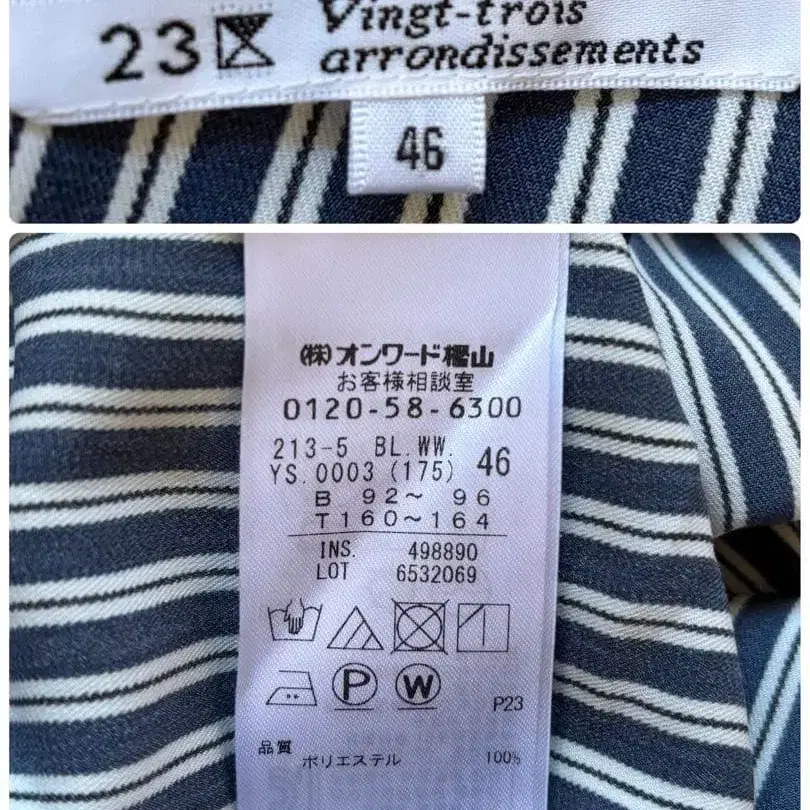 23区
Vingt-trois
arrondissements
46
(株)オンワード樫山
お客様相談室
0120-58-6300
213-5 BL.WW.
YS.0003(175) 46
B 92〜 96
T160〜164
INS. 498890
LOT 6532069
P W
P23
品質 ポリエステル 100%